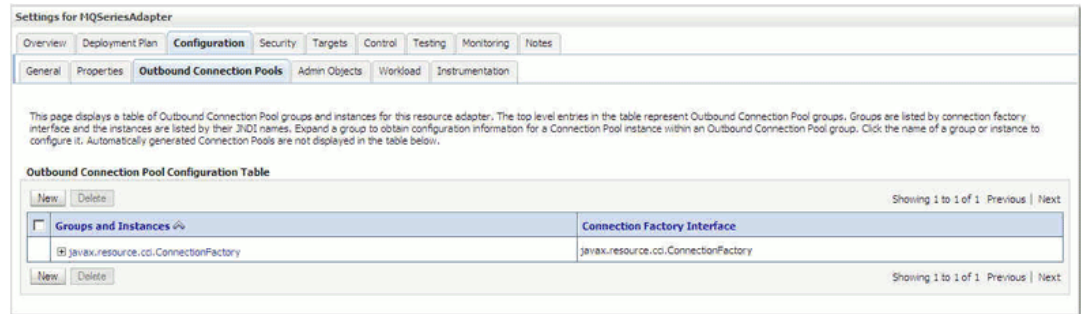 Settings for MQSeriesAdapter
Overview Deployment Plan Configuration Security Targets Control Testing Monitoring Notes
General Properties Outbound Connection Pools Admin Objects Workload Instrumentation
This page displays a table of Outbound Connection Pool groups and instances for this resource adapter. The top level entries in the table represent Outbound Connection Pool groups. Groups are listed by connection factory
interface and the instances are listed by their JNDI names. Expand a group to obtain configuration information for a Connection Pool instance within an Outbound Connection Pool group. Click the name of a group or instance to
configure it. Automatically generated Connection Pools are not displayed in the table below.
Outbound Connection Pool Configuration Table
New Delete Showing 1 to 1 of 1 Previous | Next
Groups and Instances Connection Factory Interface
javax.resource.cci.ConnectionFactory javax.resource.cci.ConnectionFactory
New Delete Showing 1 to 1 of 1 Previous | Next